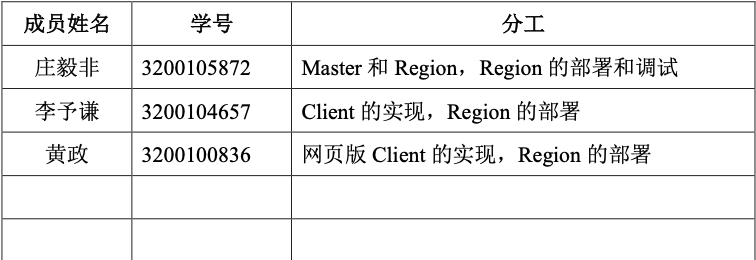 成员姓名 学号 分工
庄毅非 3200105872 Master 和 Region，Region 的部署和调试
李予谦 3200104657 Client 的实现，Region 的部署
黄政 3200100836 网页版 Client 的实现，Region 的部署